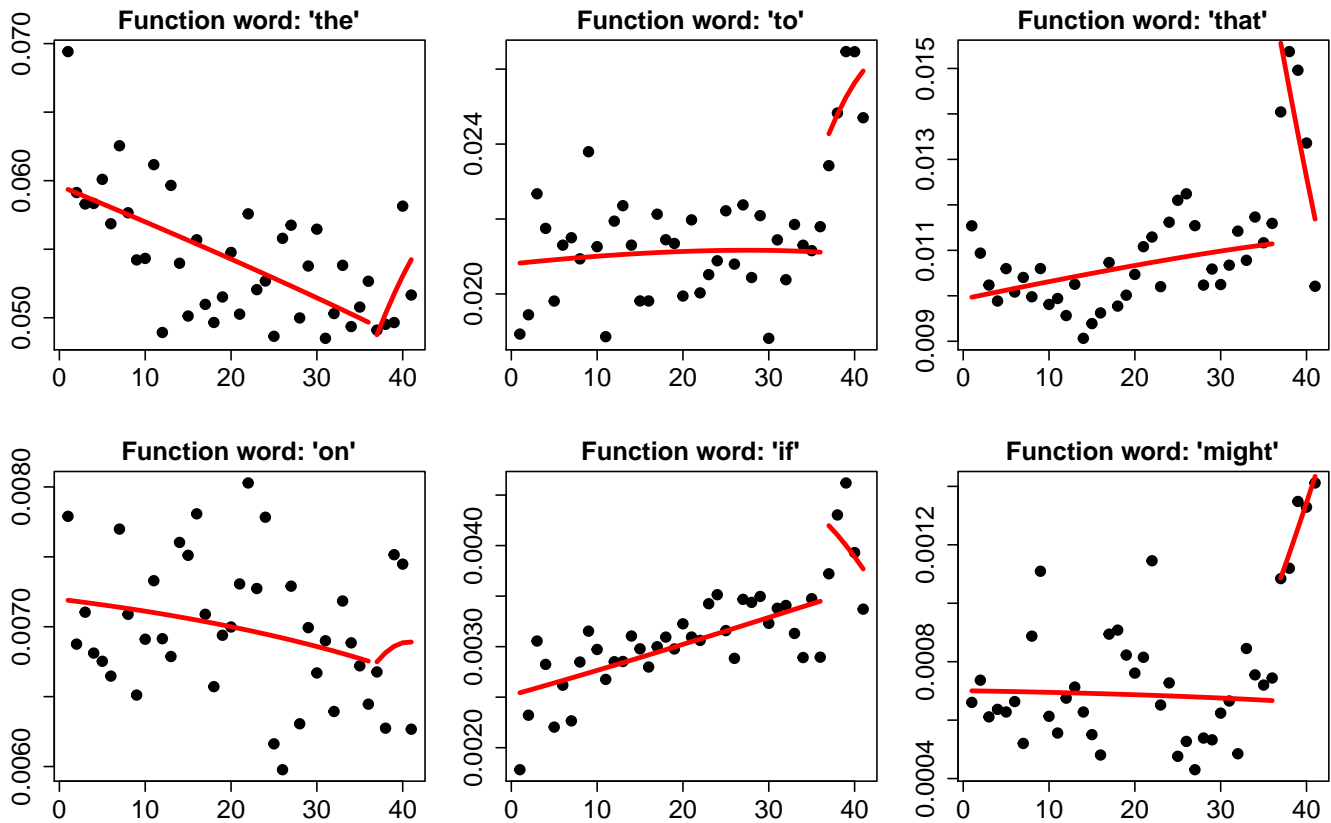 Function word: 'the'
0.070
0.060
0.050
0 10 20 30 40
Function word: 'to'
0.024
0.020
0 10 20 30 40
Function word: 'that'
0.015
0.013
0.011
0.009
0 10 20 30 40
Function word: 'on'
0.0080
0.0070
0.0060
0 10 20 30 40
Function word: 'if'
0.0040
0.0030
0.0020
0 10 20 30 40
Function word: 'might'
0.0012
0.0008
0.0004
0 10 20 30 40